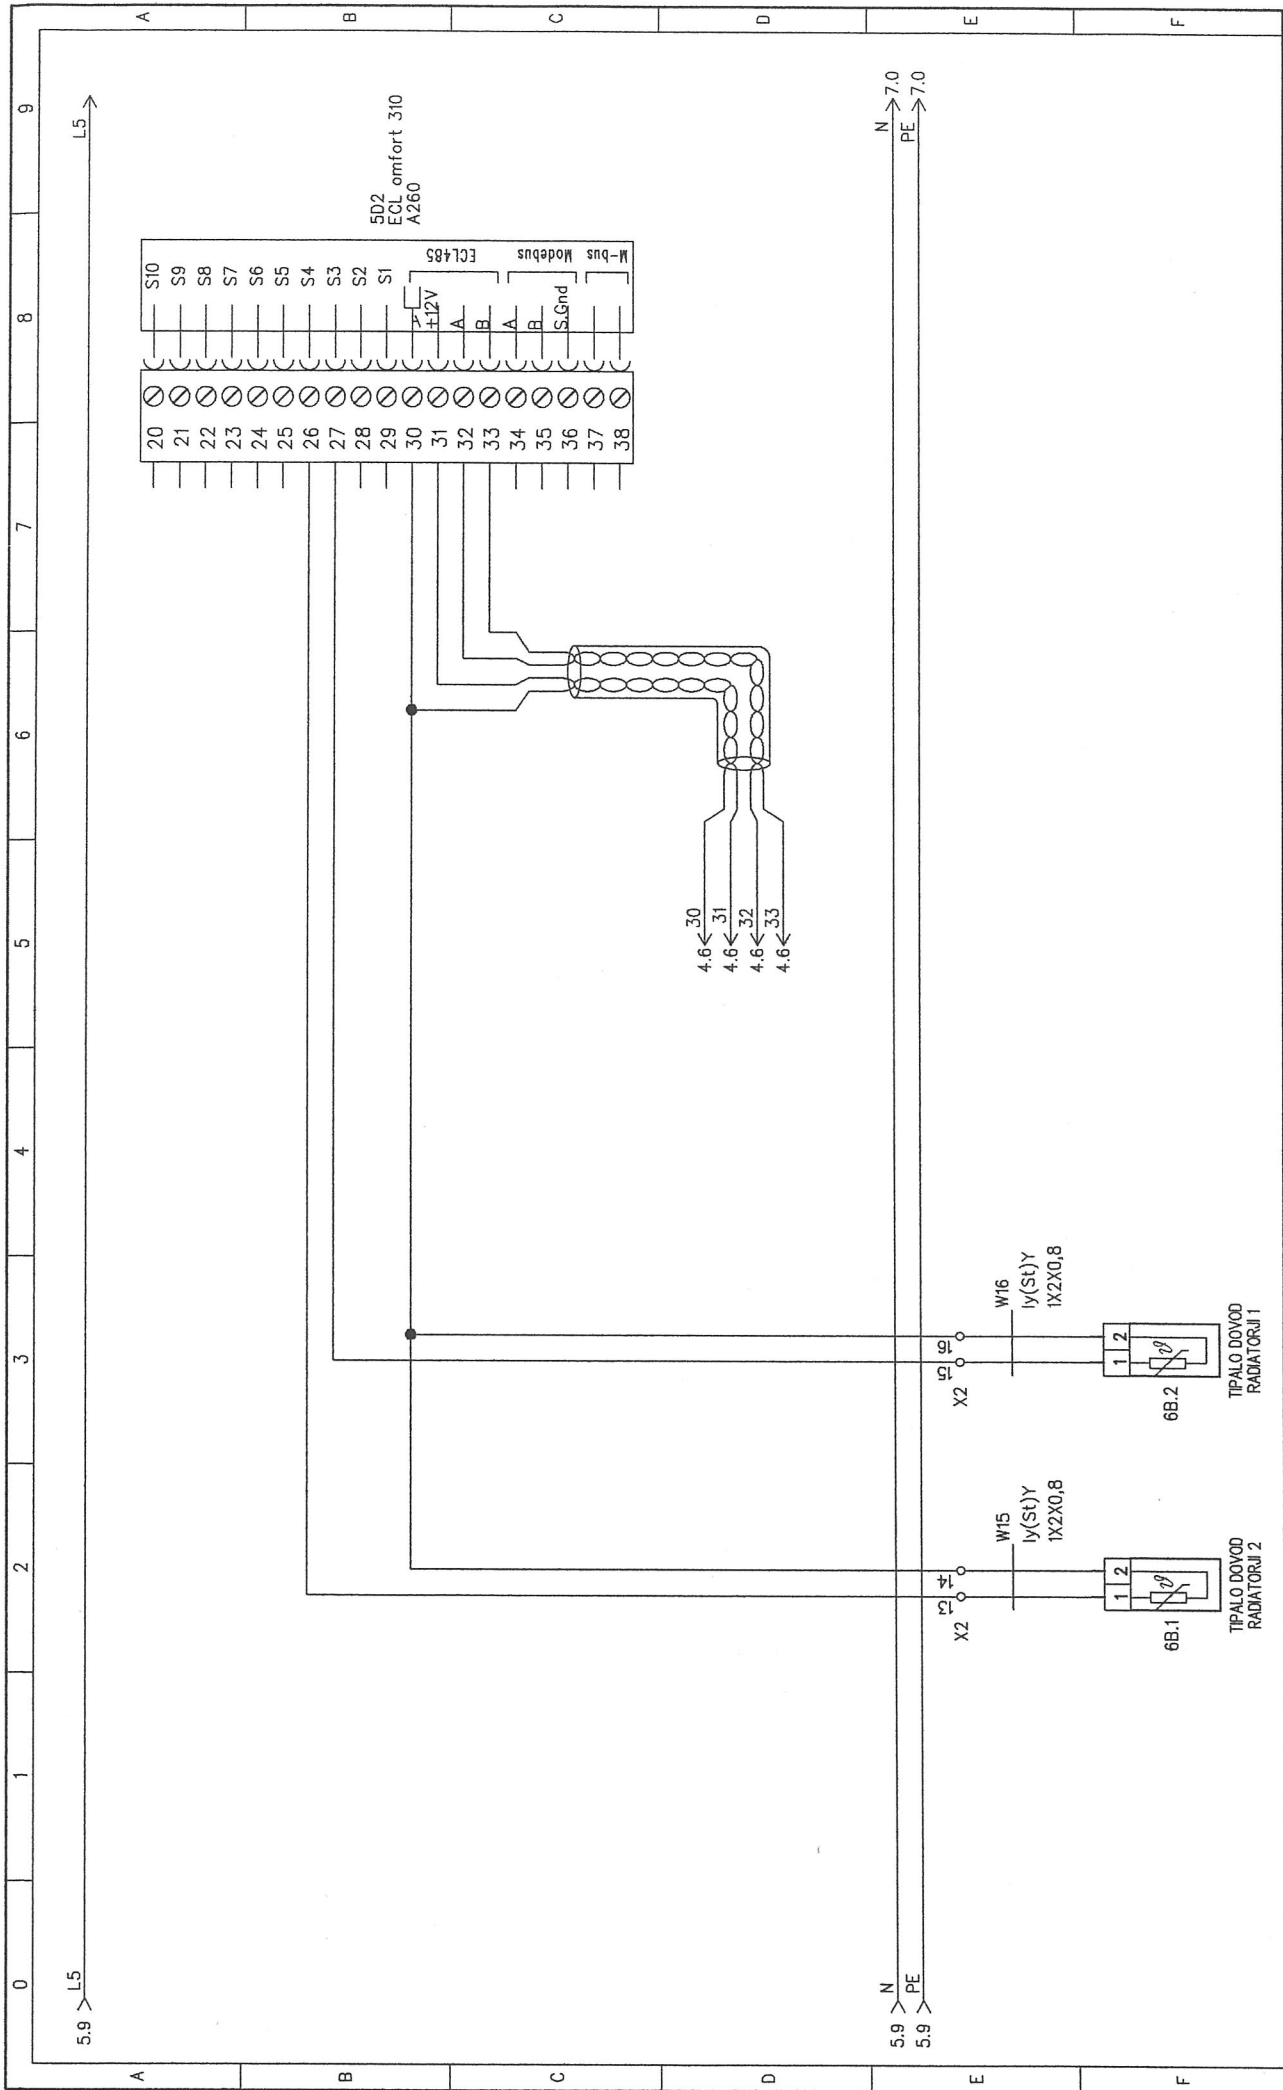 0 1 2 3 4 5 6 7 8 9
A A
5.9 L5 L5
S10 S9 S8 S7 S6 S5 S4 S3 S2 S1
+12V A B A B S.Gnd
ECL485 Modebus M-bus
5D2
ECL omfort 310
A260
20 21 22 23 24 25 26 27 28 29 30 31 32 33 34 35 36 37 38
B B
C C
4.6 30
4.6 31
4.6 32
4.6 33
D D
5.9 N N 7.0
5.9 PE PE 7.0
E E
X2 13 14
W15
Iy(St)Y
1X2X0,8
X2 15 16
W16
Iy(St)Y
1X2X0,8
1 2
ϑ
6B.1
TIPALO DOVOD
RADIATORJI 2
1 2
ϑ
6B.2
TIPALO DOVOD
RADIATORJI 1
F F